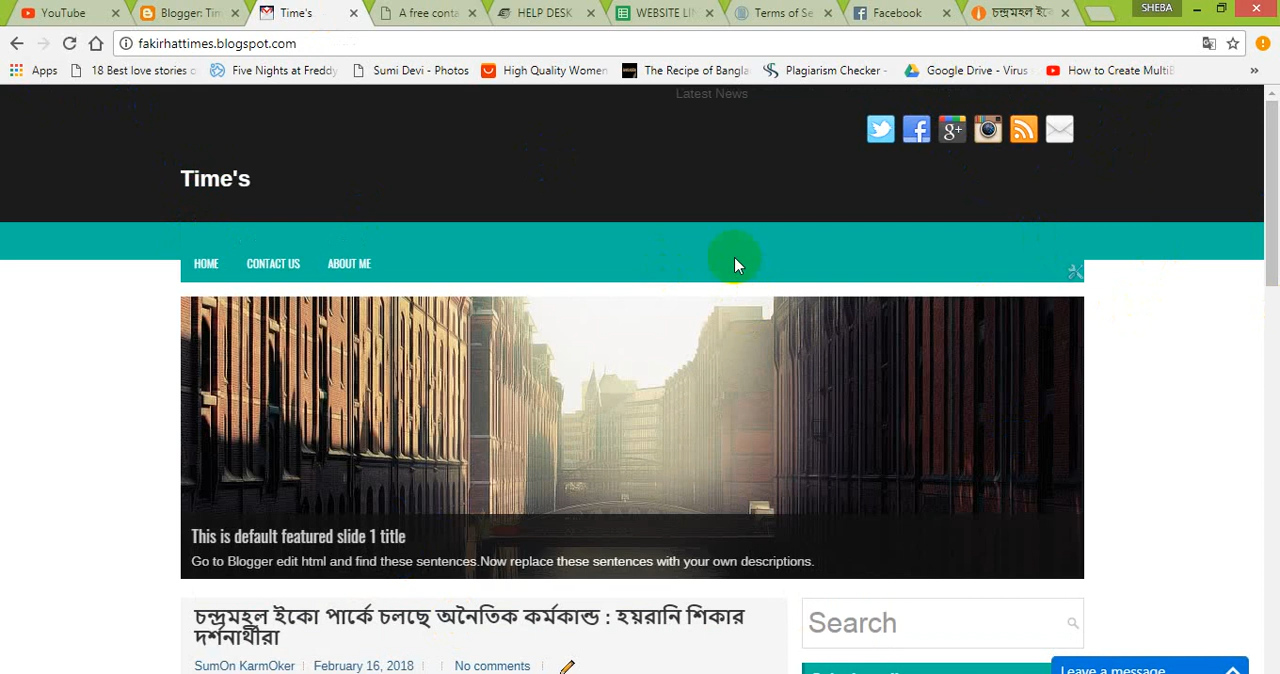 YouTube
Blogger: Tim
Time's
A free conta
HELP DESK
WEBSITE LIN
Terms of Se
Facebook
চন্দ্রমহল ইকে
SHEBA
fakirhattimes.blogspot.com
Apps
18 Best love stories c
Five Nights at Freddy
Sumi Devi - Photos
High Quality Women
The Recipe of Bangla
Plagiarism Checker -
Google Drive - Virus
How to Create MultiB
Latest News
Time's
HOME
CONTACT US
ABOUT ME
This is default featured slide 1 title
Go to Blogger edit html and find these sentences.Now replace these sentences with your own descriptions.
চন্দ্রমহল ইকো পার্কে চলছে অনৈতিক কর্মকান্ড : হয়রানি শিকার
দর্শনার্থীরা
Search
SumOn KarmOker
February 16, 2018
No comments
Leave a message